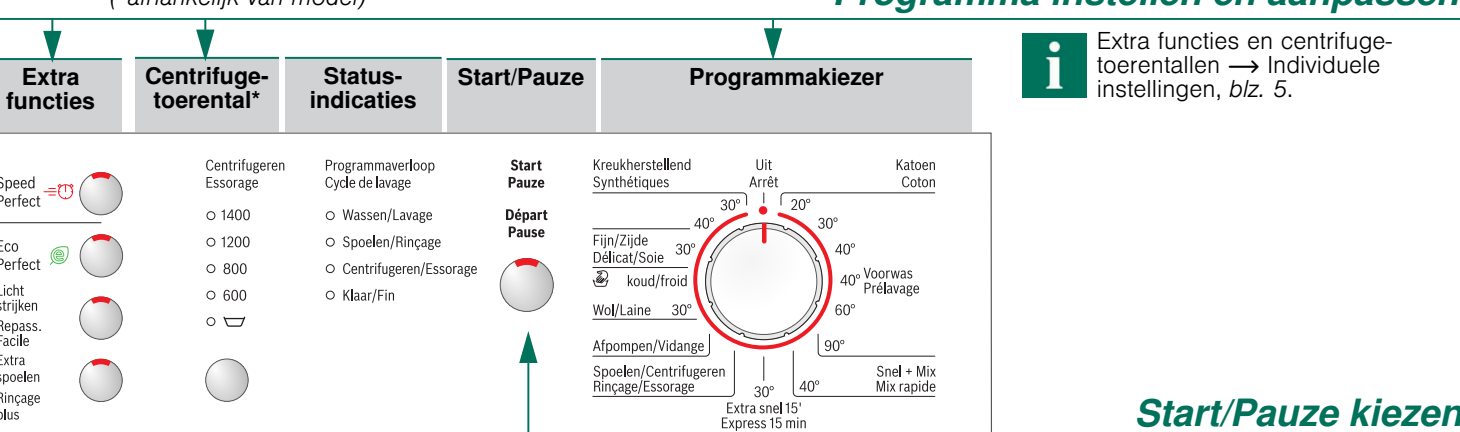 (*afhankelijk van model)
Programma instellen en aanpassen
Extra
functies
Centrifuge-
toerental*
Status-
indicaties
Start/Pauze
Programmakiezer
Extra functies en centrifuge-
toerentallen → Individuele
instellingen, blz. 5.
Speed
Perfect
Eco
Perfect
Licht
strijken
Repass.
Facile
Extra
spoelen
Rinçage
plus
Centrifugeren
Essorage
1400
1200
800
600
Programmaverloop
Cycle de lavage
Wassen/Lavage
Spoelen/Rinçage
Centrifugeren/Essorage
Klaar/Fin
Start
Pauze
Départ
Pause
Kreukherstellend
Synthétiques
30°
40°
Fijn/Zijde
Délicat/Soie 30°
koud/froid
Wol/Laine 30°
Afpompen/Vidange
Spoelen/Centrifugeren
Rinçage/Essorage
Uit
Arrêt
Katoen
Coton
20°
30°
40°
40° Voorwas
Prélavage
60°
90°
Snel + Mix
Mix rapide
40°
30°
Extra snel 15'
Express 15 min
Start/Pauze kiezen